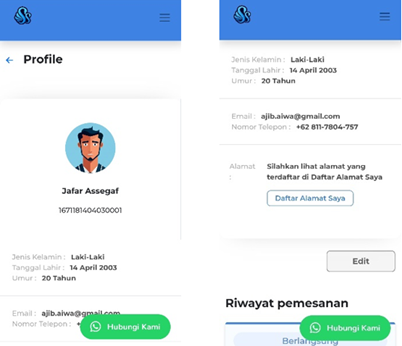 Profile
Jafar Assegaf
1671181404030001
Jenis Kelamin : Laki-Laki
Tanggal Lahir : 14 April 2003
Umur : 20 Tahun
Email : ajib.aiwa@gmail.com
Nomor Telepon : +
Hubungi Kami
Jenis Kelamin : Laki-Laki
Tanggal Lahir : 14 April 2003
Umur : 20 Tahun
Email : ajib.aiwa@gmail.com
Nomor Telepon : +62 811-7804-757
Alamat : Silahkan lihat alamat yang
terdaftar di Daftar Alamat Saya
Daftar Alamat Saya
Edit
Riwayat pemesanan
Berlangsung
Hubungi Kami